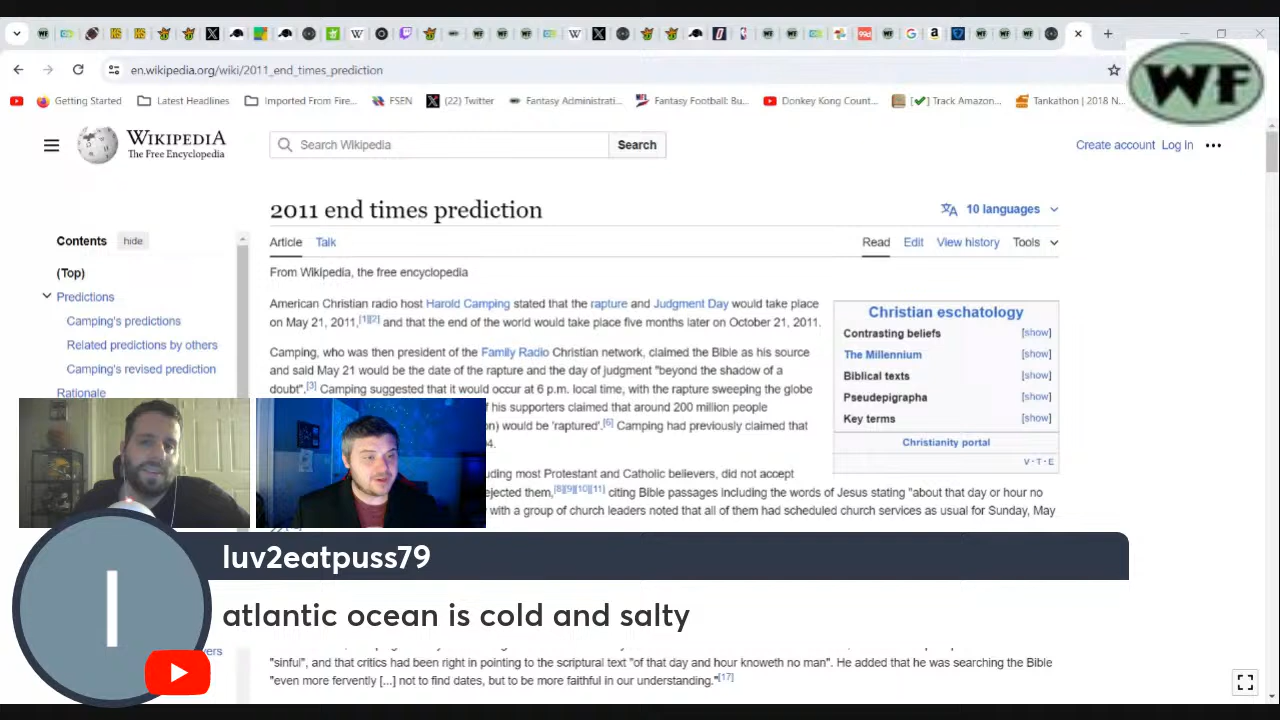 en.wikipedia.org/wiki/2011_end_times_prediction
WF
Getting Started Latest Headlines Imported From Fire... FSEN (22) Twitter Fantasy Administrati... Fantasy Football: Bu... Donkey Kong Count... Track Amazon... Tankathon | 2018 N...
WIKIPEDIA
The Free Encyclopedia
Search Wikipedia
Search
Create account Log in
2011 end times prediction
10 languages
Contents hide
Article Talk
Read Edit View history Tools
(Top)
From Wikipedia, the free encyclopedia
Predictions
Camping's predictions
Related predictions by others
Camping's revised prediction
Rationale
American Christian radio host Harold Camping stated that the rapture and Judgment Day would take place
on May 21, 2011,[1][2] and that the end of the world would take place five months later on October 21, 2011.
Camping, who was then president of the Family Radio Christian network, claimed the Bible as his source
and said May 21 would be the date of the rapture and the day of judgment "beyond the shadow of a
doubt".[3] Camping suggested that it would occur at 6 p.m. local time, with the rapture sweeping the globe
of his supporters claimed that around 200 million people
on) would be 'raptured'.[6] Camping had previously claimed that
4.
uding most Protestant and Catholic believers, did not accept
ejected them,[8][9][10][11] citing Bible passages including the words of Jesus stating "about that day or hour no
with a group of church leaders noted that all of them had scheduled church services as usual for Sunday, May
Christian eschatology
Contrasting beliefs [show]
The Millennium [show]
Biblical texts [show]
Pseudepigrapha [show]
Key terms [show]
Christianity portal
V·T·E
luv2eatpuss79
l
atlantic ocean is cold and salty
"sinful", and that critics had been right in pointing to the scriptural text "of that day and hour knoweth no man". He added that he was searching the Bible
"even more fervently [...] not to find dates, but to be more faithful in our understanding."[17]